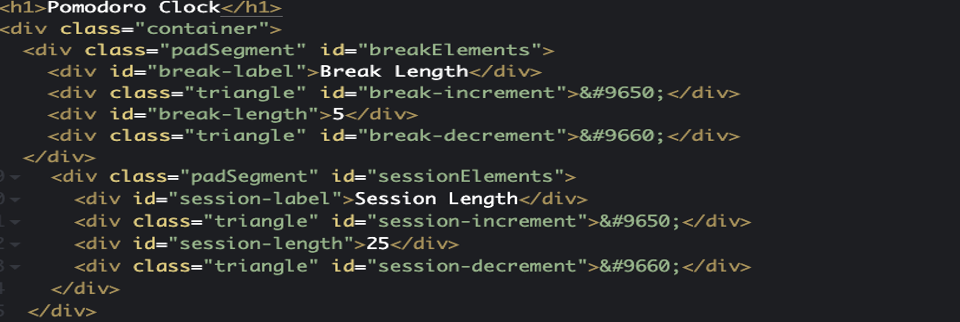 <h1>Pomodoro Clock</h1>
<div class="container">
<div class="padSegment" id="breakElements">
<div id="break-label">Break Length</div>
<div class="triangle" id="break-increment">&#9650;</div>
<div id="break-length">5</div>
<div class="triangle" id="break-decrement">&#9660;</div>
</div>
<div class="padSegment" id="sessionElements">
<div id="session-label">Session Length</div>
<div class="triangle" id="session-increment">&#9650;</div>
<div id="session-length">25</div>
<div class="triangle" id="session-decrement">&#9660;</div>
</div>
</div>